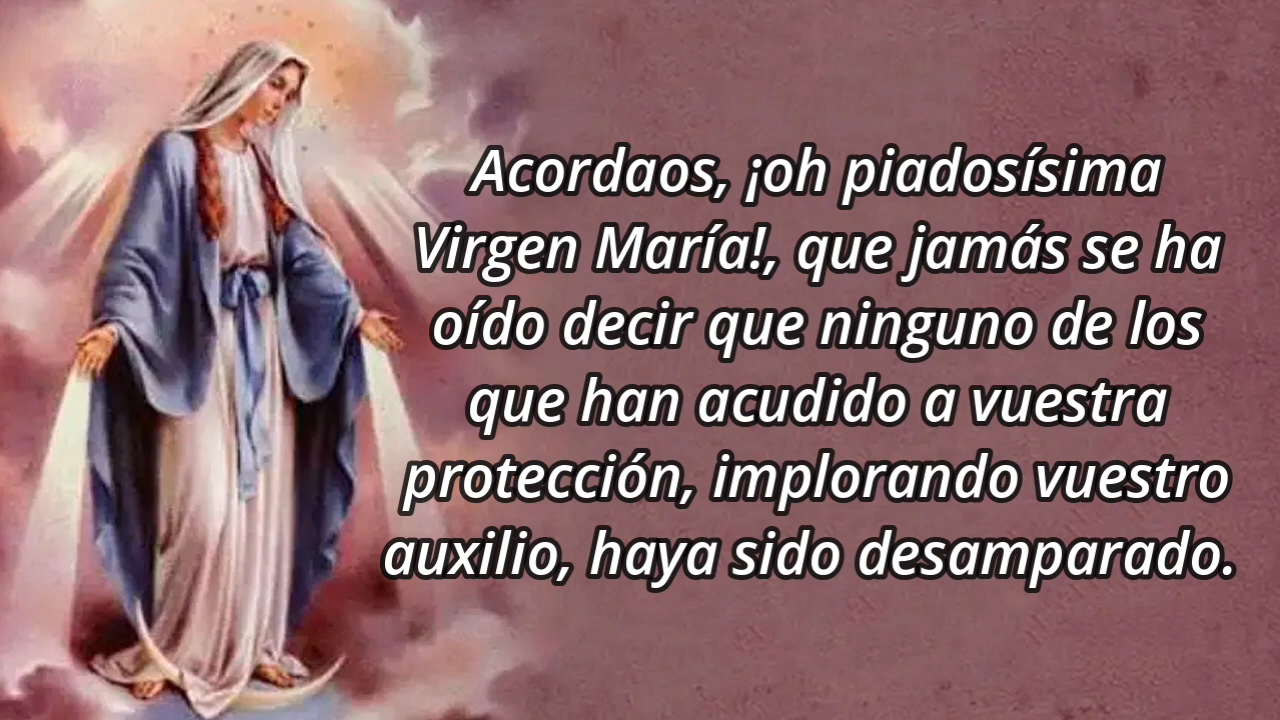 Acordaos, ¡oh piadosísima
Virgen María!, que jamás se ha
oído decir que ninguno de los
que han acudido a vuestra
protección, implorando vuestro
auxilio, haya sido desamparado.